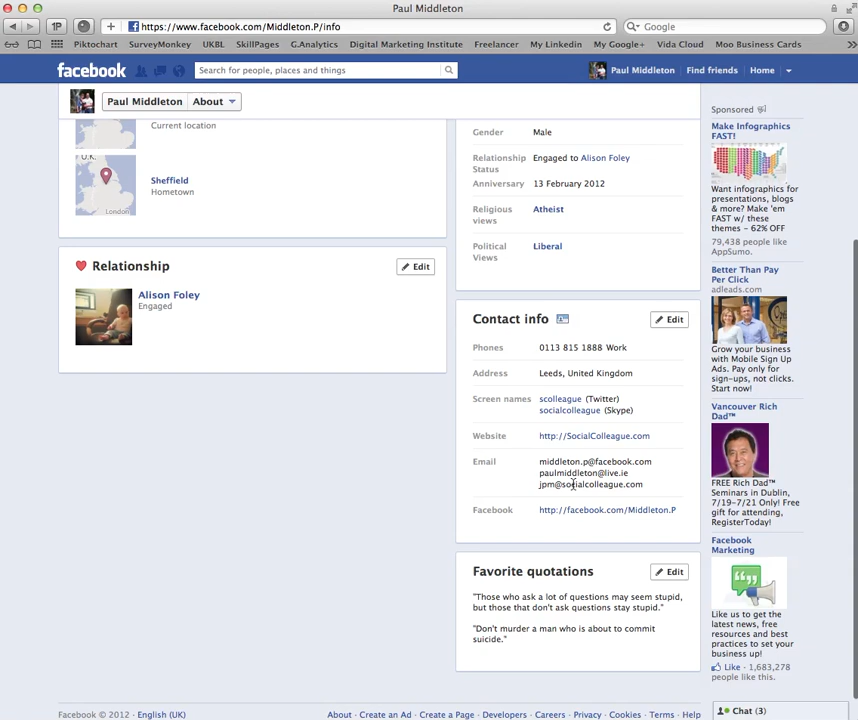 Paul Middleton
https://www.facebook.com/Middleton.P/info
Google
Piktochart SurveyMonkey UKBL SkillPages G.Analytics Digital Marketing Institute Freelancer My Linkedin My Google+ Vida Cloud Moo Business Cards
facebook Search for people, places and things Paul Middleton Find friends Home
Paul Middleton About
Current location
U.K.
London
Sheffield
Hometown
Relationship
Edit
Alison Foley
Engaged
Gender Male
Relationship Status Engaged to Alison Foley
Anniversary 13 February 2012
Religious views Atheist
Political Views Liberal
Contact info
Edit
Phones 0113 815 1888 Work
Address Leeds, United Kingdom
Screen names scolleague (Twitter)
socialcolleague (Skype)
Website http://SocialColleague.com
Email middleton.p@facebook.com
paulmiddleton@live.ie
jpm@socialcolleague.com
Facebook http://facebook.com/Middleton.P
Favorite quotations
Edit
"Those who ask a lot of questions may seem stupid,
but those that don't ask questions stay stupid."
"Don't murder a man who is about to commit
suicide."
Sponsored
Make Infographics
FAST!
Want infographics for
presentations, blogs
& more? Make 'em
FAST w/ these
themes – 62% OFF
79,438 people like
AppSumo.
Better Than Pay
Per Click
adleads.com
Grow your business
with Mobile Sign Up
Ads. Pay only for
sign-ups, not clicks.
Start now!
Vancouver Rich
Dad™
FREE Rich Dad™
Seminars in Dublin,
7/19-7/21 Only! Free
gift for attending,
RegisterToday!
Facebook
Marketing
Like us to get the
latest news, free
resources and best
practices to set your
business up!
Like · 1,683,278
people like this.
Facebook © 2012 · English (UK)
About · Create an Ad · Create a Page · Developers · Careers · Privacy · Cookies · Terms · Help
Chat (3)